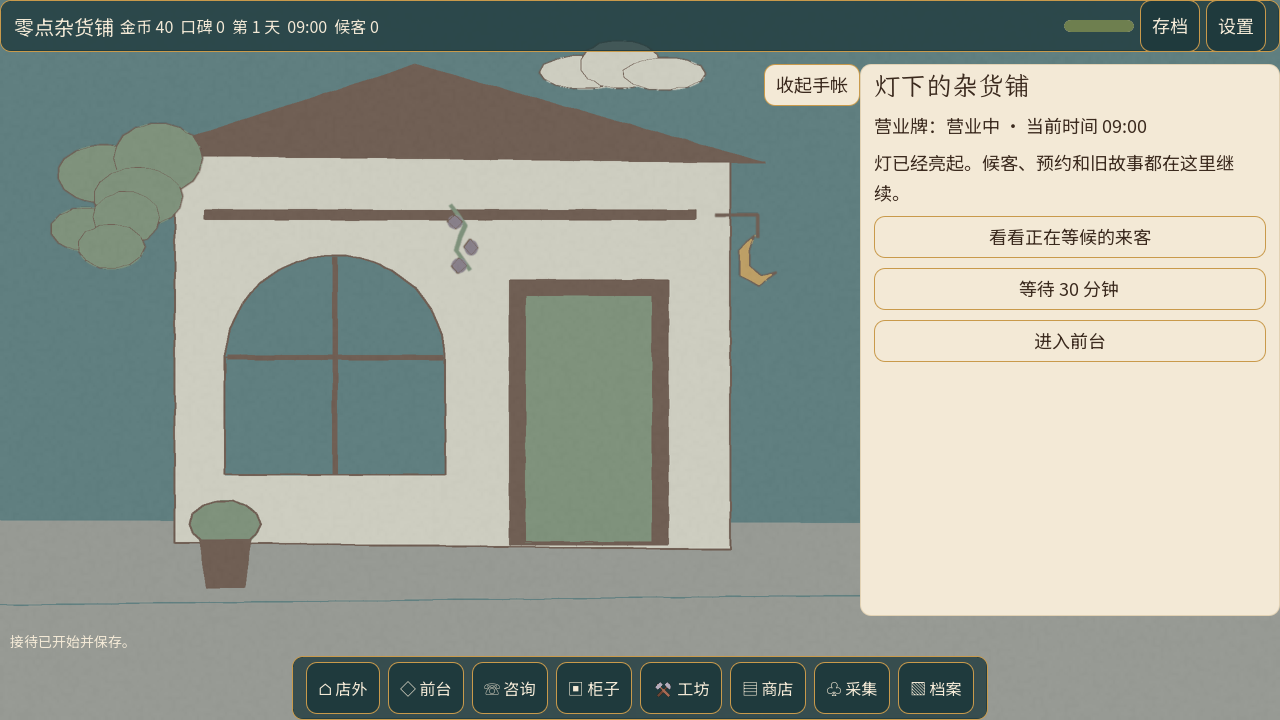 零点杂货铺 金币 40 口碑 0 第 1 天 09:00 候客 0
存档
设置
收起手帐
灯下的杂货铺
营业牌：营业中 · 当前时间 09:00
灯已经亮起。候客、预约和旧故事都在这里继
续。
看看正在等候的来客
等待 30 分钟
进入前台
接待已开始并保存。
店外
前台
咨询
柜子
工坊
商店
采集
档案